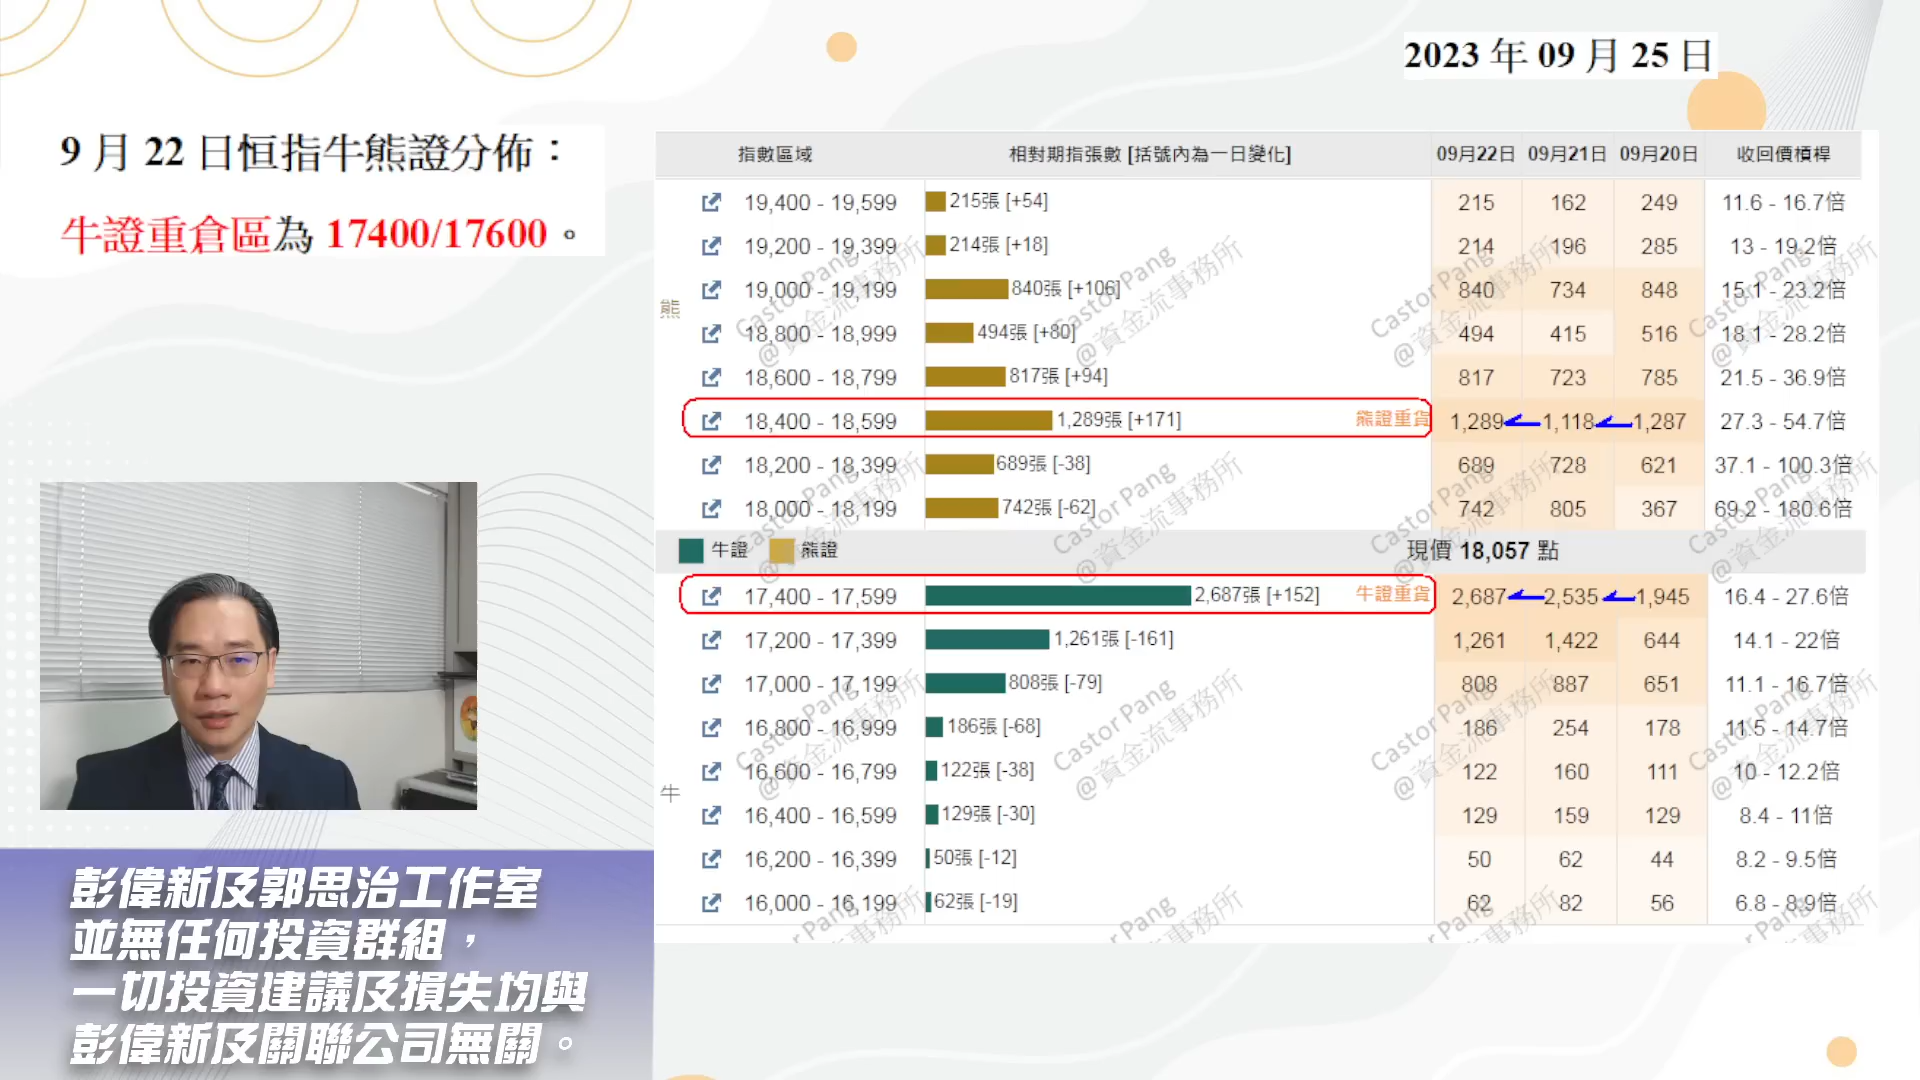 2023 年 09 月 25 日
9 月 22 日恒指牛熊證分佈：
牛證重倉區為 17400/17600。
指數區域 相對期指張數 [括號內為一日變化] 09月22日 09月21日 09月20日 收回價槓桿
熊
19,400 - 19,599 215張 [+54] 215 162 249 11.6 - 16.7倍
19,200 - 19,399 214張 [+18] 214 196 285 13 - 19.2倍
19,000 - 19,199 840張 [+106] 840 734 848 15.1 - 23.2倍
18,800 - 18,999 494張 [+80] 494 415 516 18.1 - 28.2倍
18,600 - 18,799 817張 [+94] 817 723 785 21.5 - 36.9倍
18,400 - 18,599 1,289張 [+171] 熊證重貨 1,289 1,118 1,287 27.3 - 54.7倍
18,200 - 18,399 689張 [-38] 689 728 621 37.1 - 100.3倍
18,000 - 18,199 742張 [-62] 742 805 367 69.2 - 180.6倍
牛證 熊證 現價 18,057 點
17,400 - 17,599 2,687張 [+152] 牛證重貨 2,687 2,535 1,945 16.4 - 27.6倍
17,200 - 17,399 1,261張 [-161] 1,261 1,422 644 14.1 - 22倍
17,000 - 17,199 808張 [-79] 808 887 651 11.1 - 16.7倍
16,800 - 16,999 186張 [-68] 186 254 178 11.5 - 14.7倍
16,600 - 16,799 122張 [-38] 122 160 111 10 - 12.2倍
牛
16,400 - 16,599 129張 [-30] 129 159 129 8.4 - 11倍
16,200 - 16,399 50張 [-12] 50 62 44 8.2 - 9.5倍
16,000 - 16,199 62張 [-19] 62 82 56 6.8 - 8.9倍
Castor Pang
@資金流事務所
彭偉新及郭思治工作室
並無任何投資群組，
一切投資建議及損失均與
彭偉新及關聯公司無關。